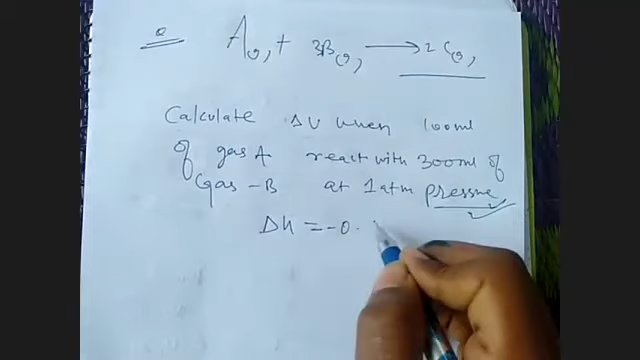 Q
A(g) + 3B(g) → 2C(g)
Calculate ΔU when 100ml
of gas A react with 300ml of
Gas-B at 1atm pressure
ΔH = -0.